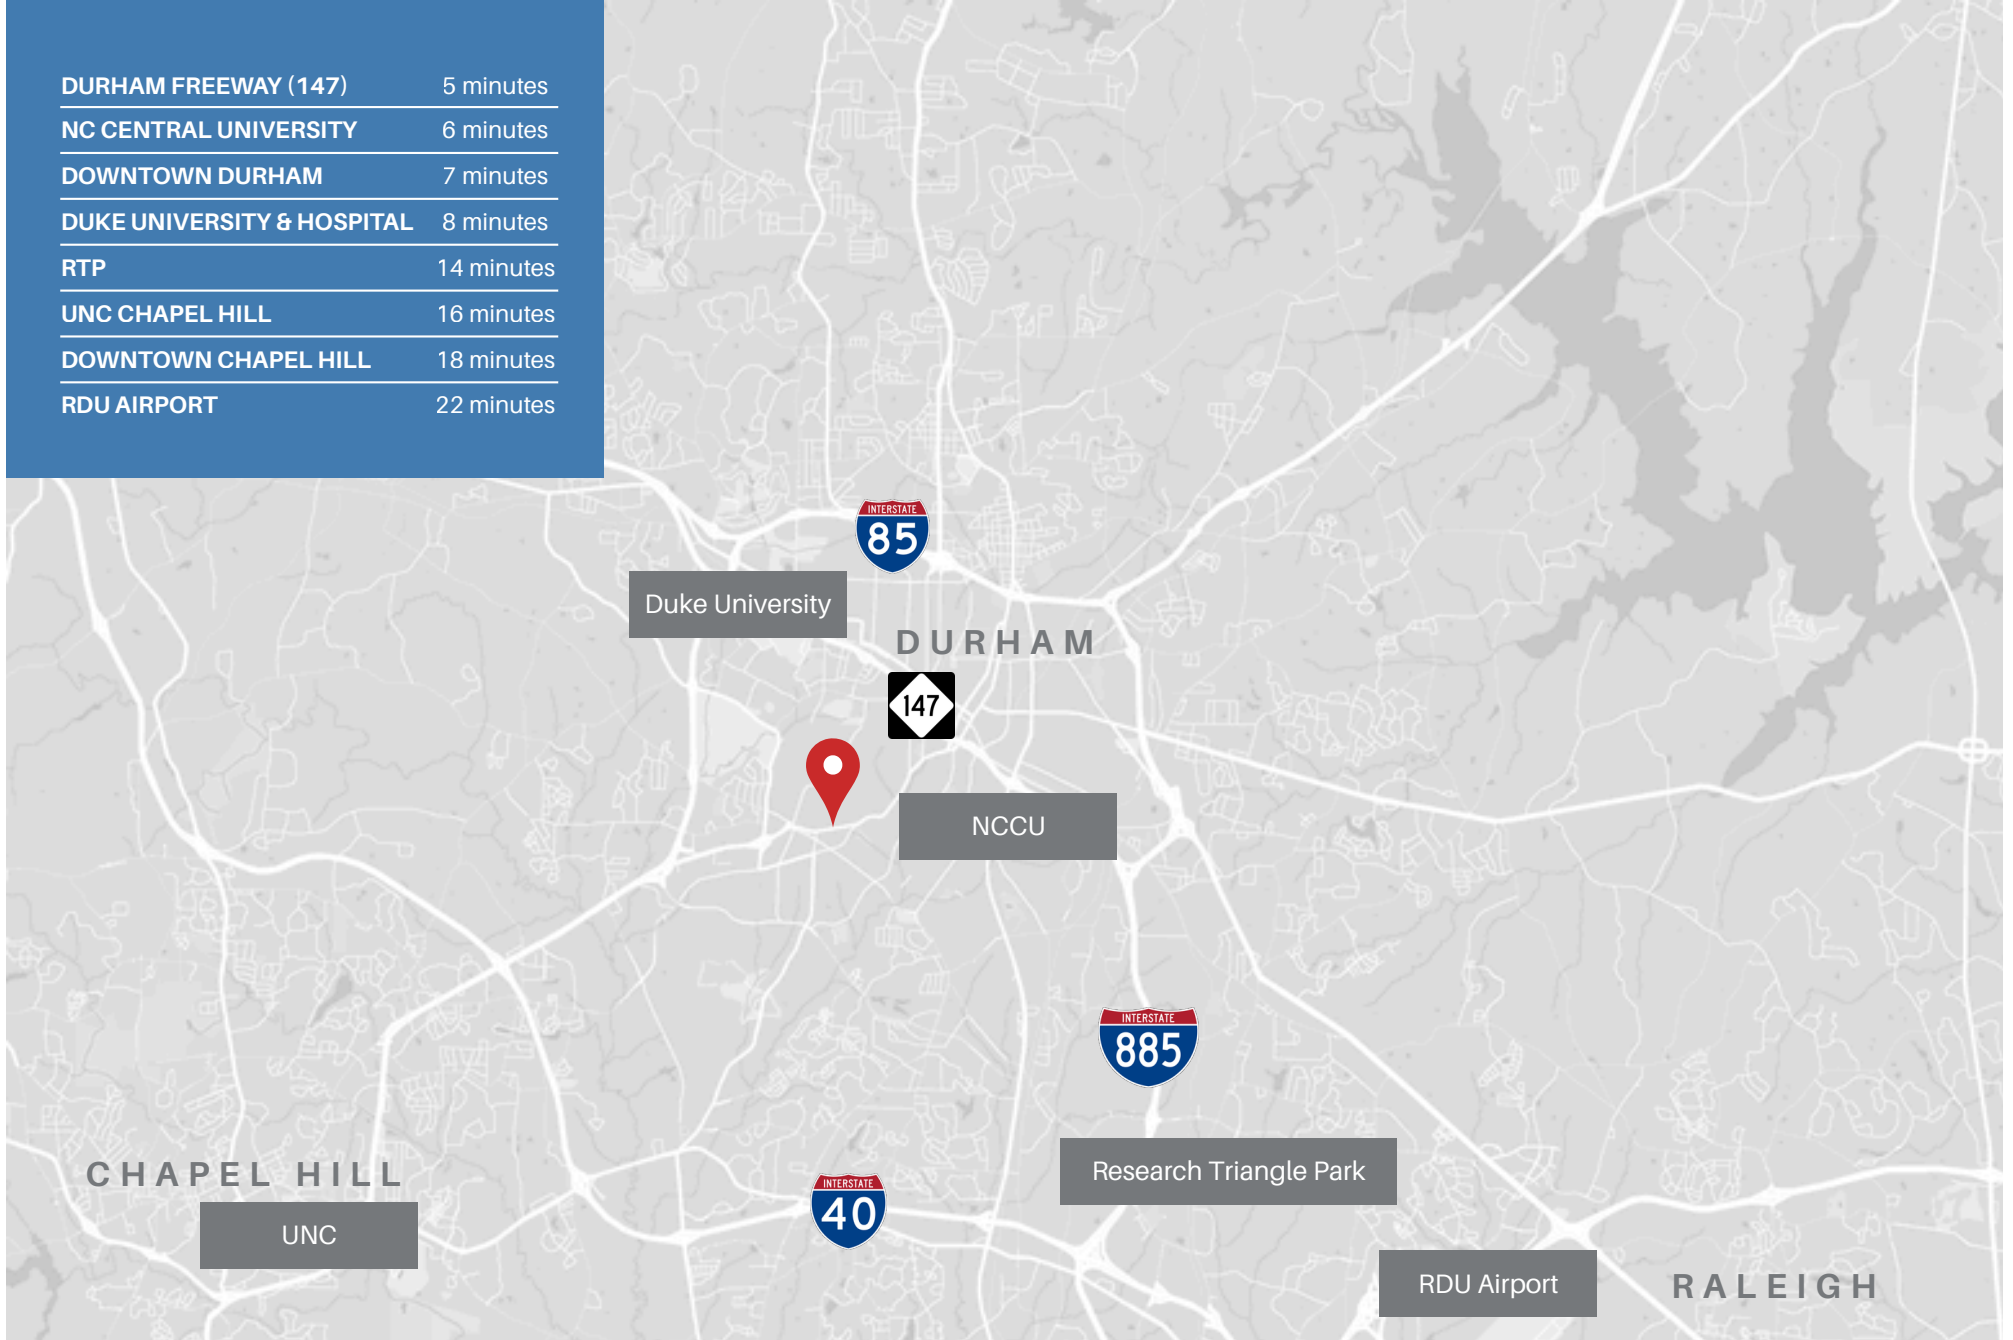 DURHAM FREEWAY (147) 5 minutes
NC CENTRAL UNIVERSITY 6 minutes
DOWNTOWN DURHAM 7 minutes
DUKE UNIVERSITY & HOSPITAL 8 minutes
RTP 14 minutes
UNC CHAPEL HILL 16 minutes
DOWNTOWN CHAPEL HILL 18 minutes
RDU AIRPORT 22 minutes
INTERSTATE
85
Duke University
DURHAM
147
NCCU
INTERSTATE
885
Research Triangle Park
CHAPEL HILL
UNC
INTERSTATE
40
RDU Airport
RALEIGH